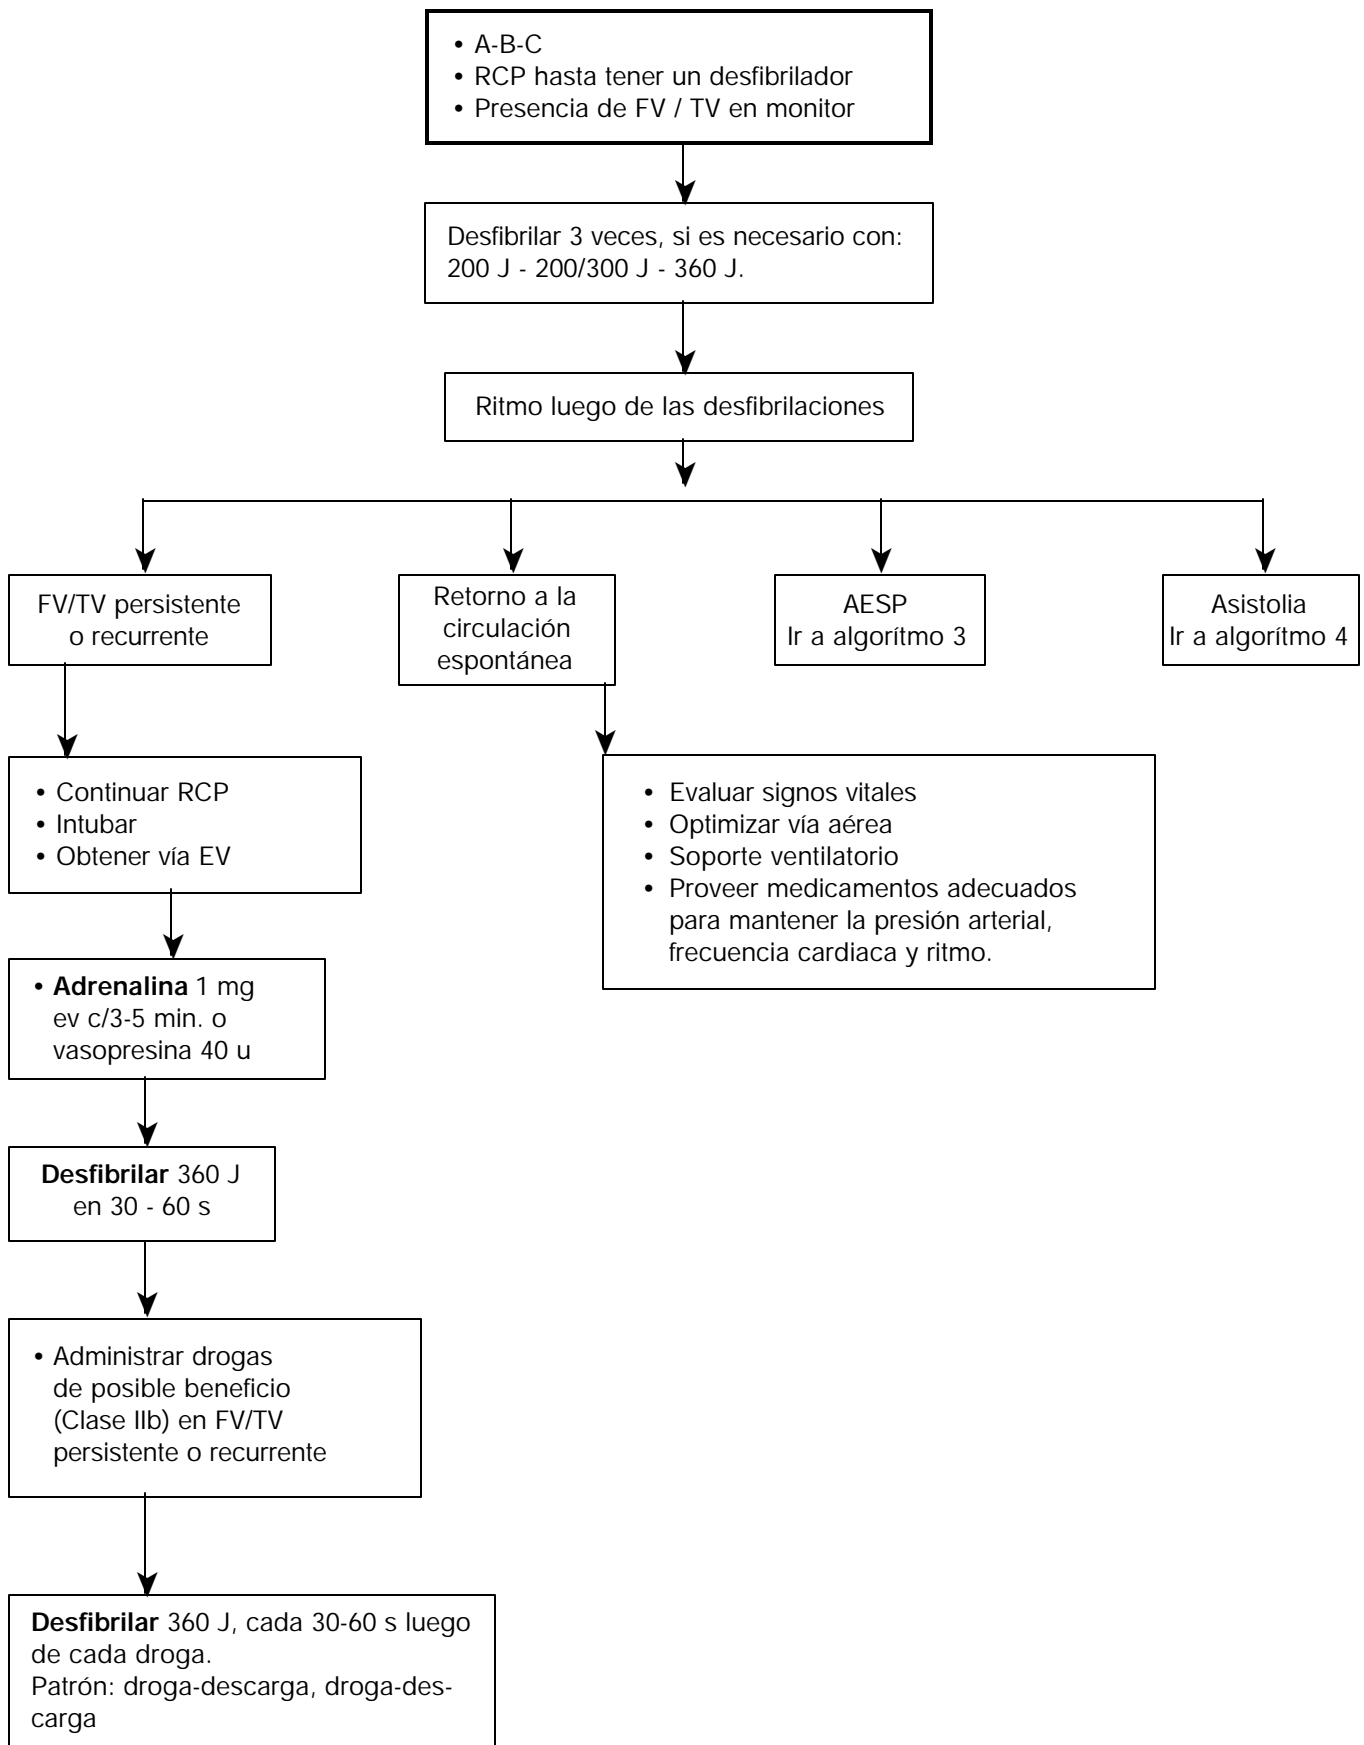 • A-B-C
• RCP hasta tener un desfibrilador
• Presencia de FV / TV en monitor
Desfibrilar 3 veces, si es necesario con:
200 J - 200/300 J - 360 J.
Ritmo luego de las desfibrilaciones
FV/TV persistente
o recurrente
Retorno a la
circulación
espontánea
AESP
Ir a algorítmo 3
Asistolia
Ir a algorítmo 4
• Continuar RCP
• Intubar
• Obtener vía EV
• Evaluar signos vitales
• Optimizar vía aérea
• Soporte ventilatorio
• Proveer medicamentos adecuados
para mantener la presión arterial,
frecuencia cardiaca y ritmo.
• Adrenalina 1 mg
ev c/3-5 min. o
vasopresina 40 u
Desfibrilar 360 J
en 30 - 60 s
• Administrar drogas
de posible beneficio
(Clase IIb) en FV/TV
persistente o recurrente
Desfibrilar 360 J, cada 30-60 s luego
de cada droga.
Patrón: droga-descarga, droga-des-
carga